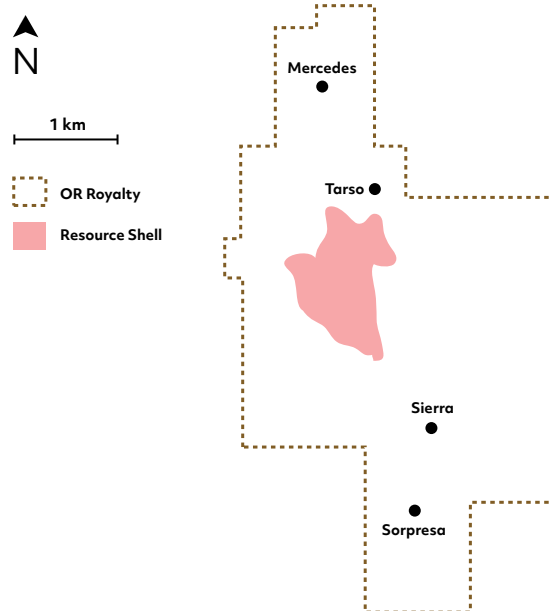 N
1 km
OR Royalty
Resource Shell
Mercedes
Tarso
Sierra
Sorpresa